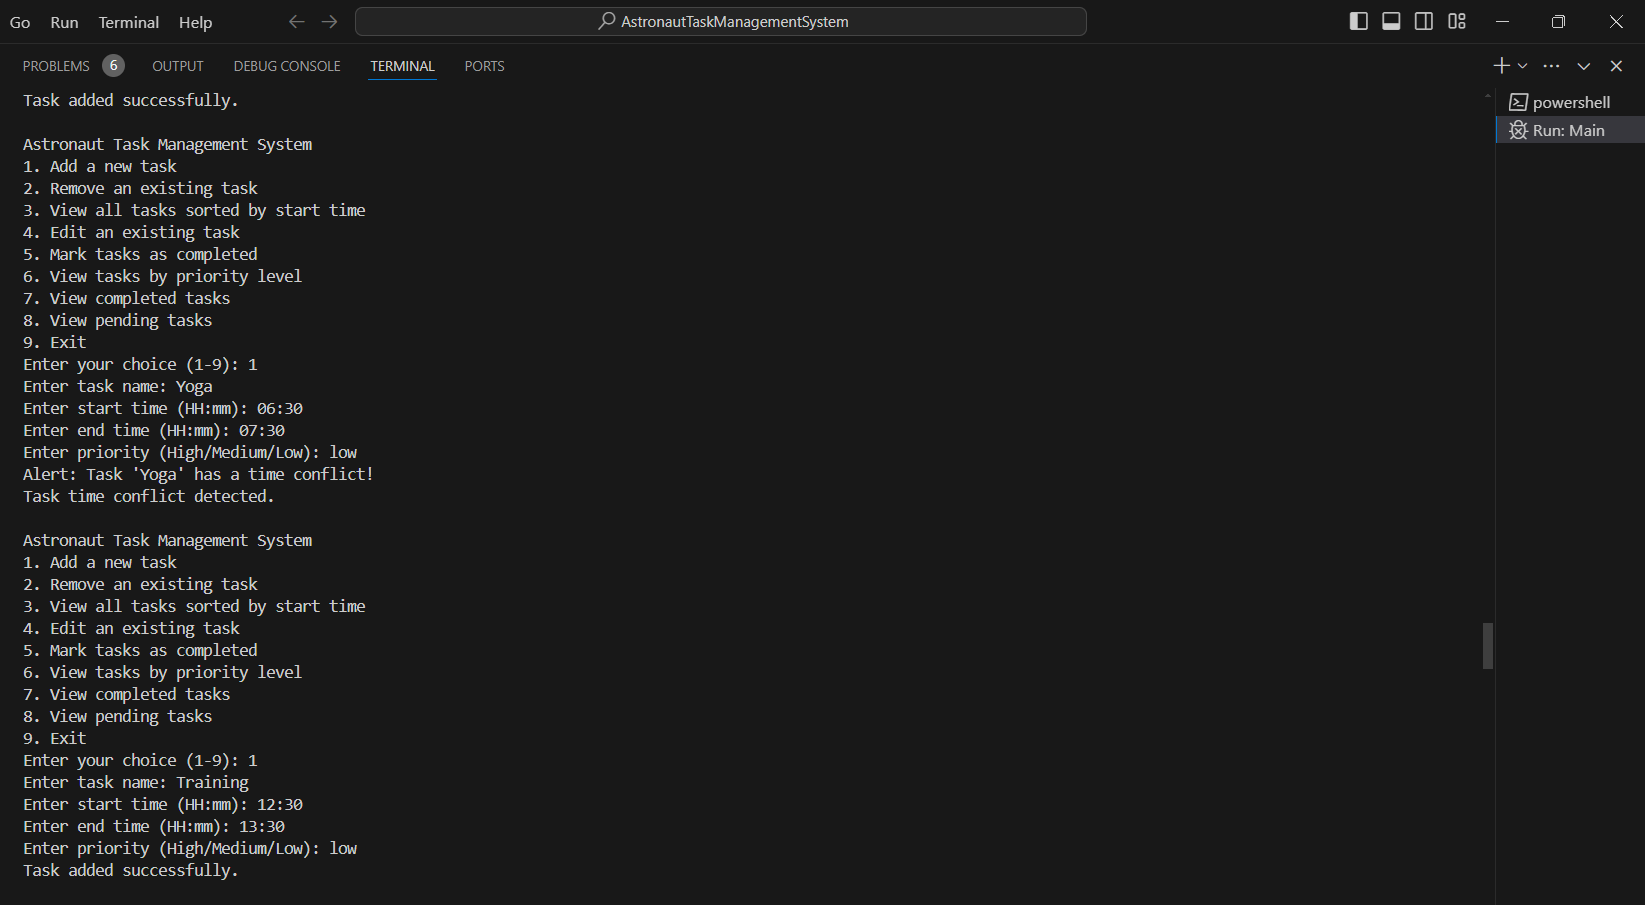 Go Run Terminal Help
AstronautTaskManagementSystem
PROBLEMS 6 OUTPUT DEBUG CONSOLE TERMINAL PORTS
powershell
Run: Main
Task added successfully.
Astronaut Task Management System
1. Add a new task
2. Remove an existing task
3. View all tasks sorted by start time
4. Edit an existing task
5. Mark tasks as completed
6. View tasks by priority level
7. View completed tasks
8. View pending tasks
9. Exit
Enter your choice (1-9): 1
Enter task name: Yoga
Enter start time (HH:mm): 06:30
Enter end time (HH:mm): 07:30
Enter priority (High/Medium/Low): low
Alert: Task 'Yoga' has a time conflict!
Task time conflict detected.
Astronaut Task Management System
1. Add a new task
2. Remove an existing task
3. View all tasks sorted by start time
4. Edit an existing task
5. Mark tasks as completed
6. View tasks by priority level
7. View completed tasks
8. View pending tasks
9. Exit
Enter your choice (1-9): 1
Enter task name: Training
Enter start time (HH:mm): 12:30
Enter end time (HH:mm): 13:30
Enter priority (High/Medium/Low): low
Task added successfully.